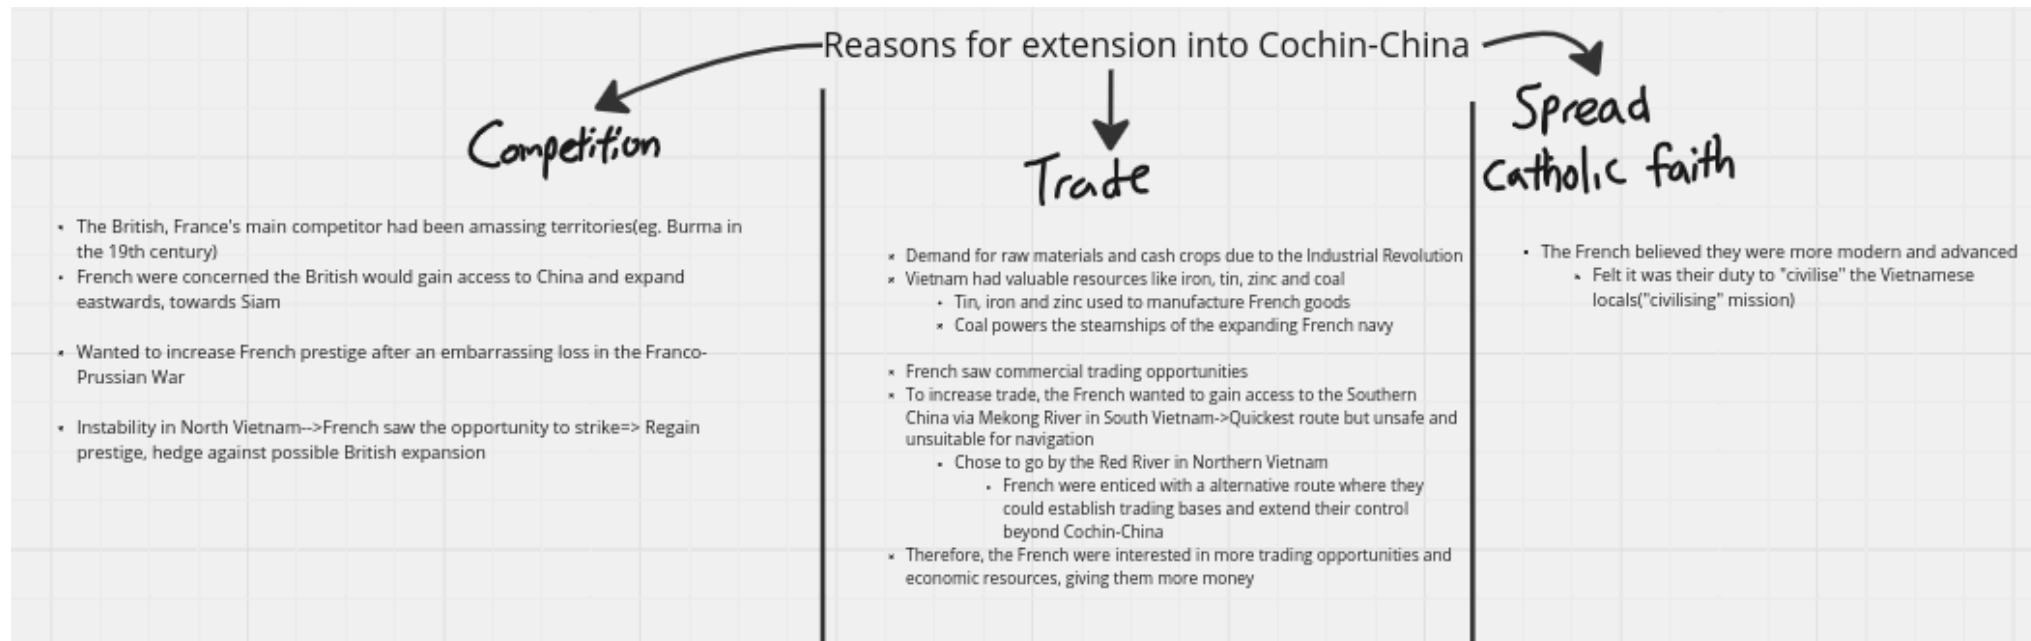 Reasons for extension into Cochin-China
Competition
The British, France's main competitor had been amassing territories(eg. Burma in
the 19th century)
French were concerned the British would gain access to China and expand
eastwards, towards Siam
Wanted to increase French prestige after an embarrassing loss in the Franco-
Prussian War
Instability in North Vietnam-->French saw the opportunity to strike=> Regain
prestige, hedge against possible British expansion
Trade
Demand for raw materials and cash crops due to the Industrial Revolution
Vietnam had valuable resources like iron, tin, zinc and coal
Tin, iron and zinc used to manufacture French goods
Coal powers the steamships of the expanding French navy
French saw commercial trading opportunities
To increase trade, the French wanted to gain access to the Southern
China via Mekong River in South Vietnam->Quickest route but unsafe and
unsuitable for navigation
Chose to go by the Red River in Northern Vietnam
French were enticed with a alternative route where they
could establish trading bases and extend their control
beyond Cochin-China
Therefore, the French were interested in more trading opportunities and
economic resources, giving them more money
Spread
Catholic faith
The French believed they were more modern and advanced
Felt it was their duty to "civilise" the Vietnamese
locals("civilising" mission)